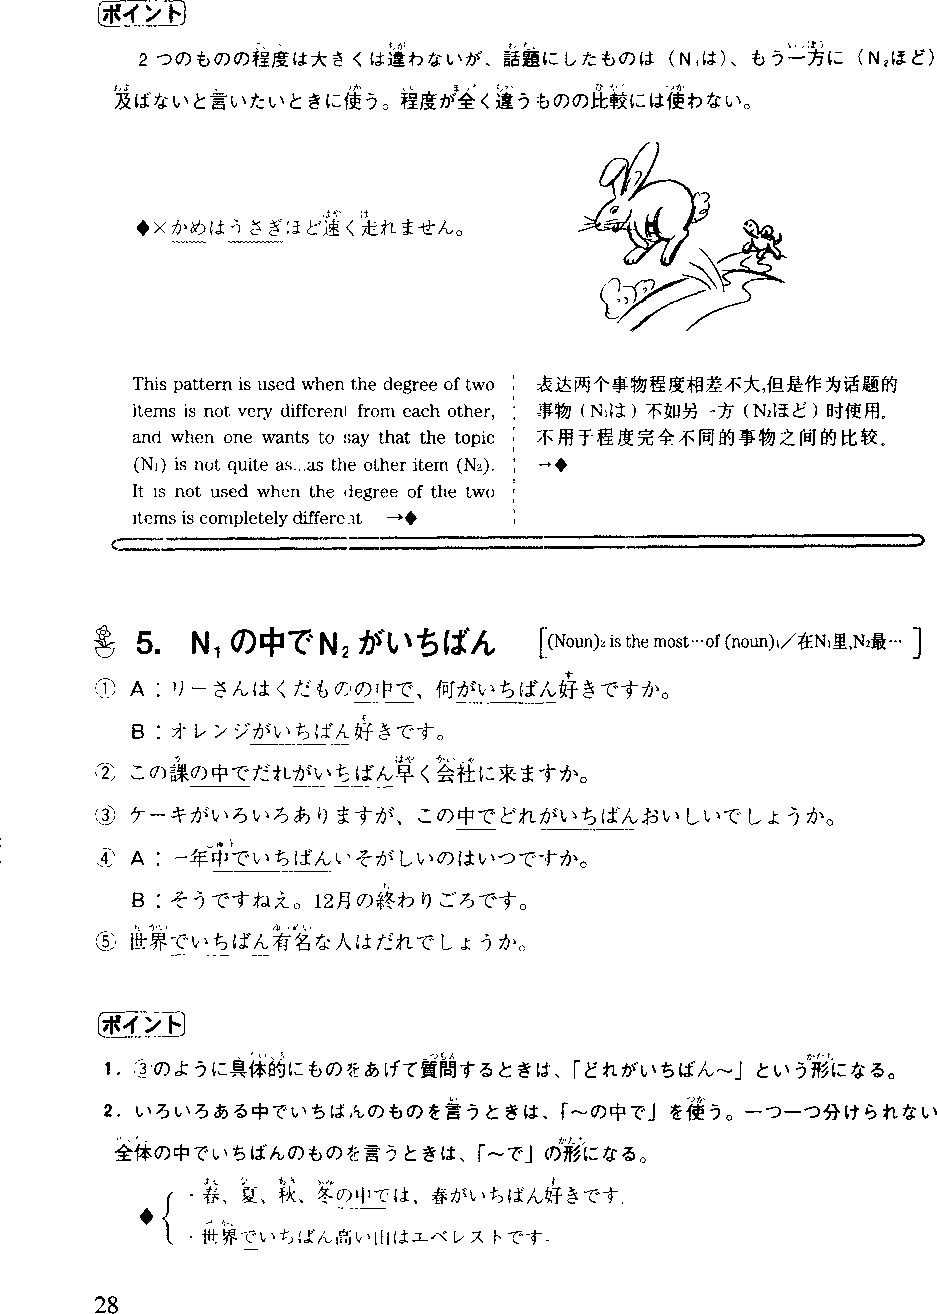 ポイント
2つのものの程度は大きくは違わないが、話題にしたものは(N₁は)、もう一方に(N₂ほど)
及ばないと言いたいときに使う。程度が全く違うものの比較には使わない。
◆×かめはうさぎほど速く走れません。
This pattern is used when the degree of two
items is not very different from each other,
and when one wants to say that the topic
(N₁) is not quite as...as the other item (N₂).
It is not used when the degree of the two
items is completely different →◆
表达两个事物程度相差不大,但是作为话题的
事物(N₁は)不如另一方(N₂ほど)时使用。
不用于程度完全不同的事物之间的比较。
→◆
5. N₁の中でN₂がいちばん [(Noun)₂ is the most…of (noun)₁/在N₁里,N₂最…]
① A:リーさんはくだものの中で、何がいちばん好きですか。
B:オレンジがいちばん好きです。
② この課の中でだれがいちばん早く会社に来ますか。
③ ケーキがいろいろありますが、この中でどれがいちばんおいしいでしょうか。
④ A:一年中でいちばんいそがしいのはいつですか。
B:そうですねえ。12月の終わりごろです。
⑤ 世界でいちばん有名な人はだれでしょうか。
ポイント
1. ③のように具体的にものをあげて質問するときは、「どれがいちばん~」という形になる。
2. いろいろある中でいちばんのものを言うときは、「~の中で」を使う。一つ一つ分けられない
全体の中でいちばんのものを言うときは、「~で」の形になる。
◆{ ・春、夏、秋、冬の中では、春がいちばん好きです.
・世界でいちばん高い山はエベレストです.
28